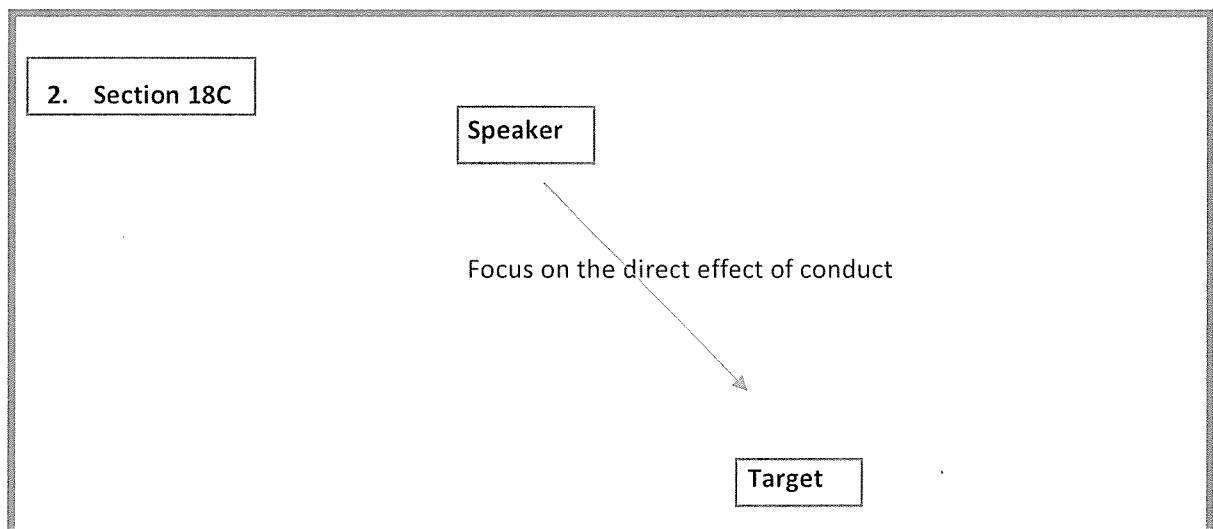 2. Section 18C
Speaker
Focus on the direct effect of conduct
Target